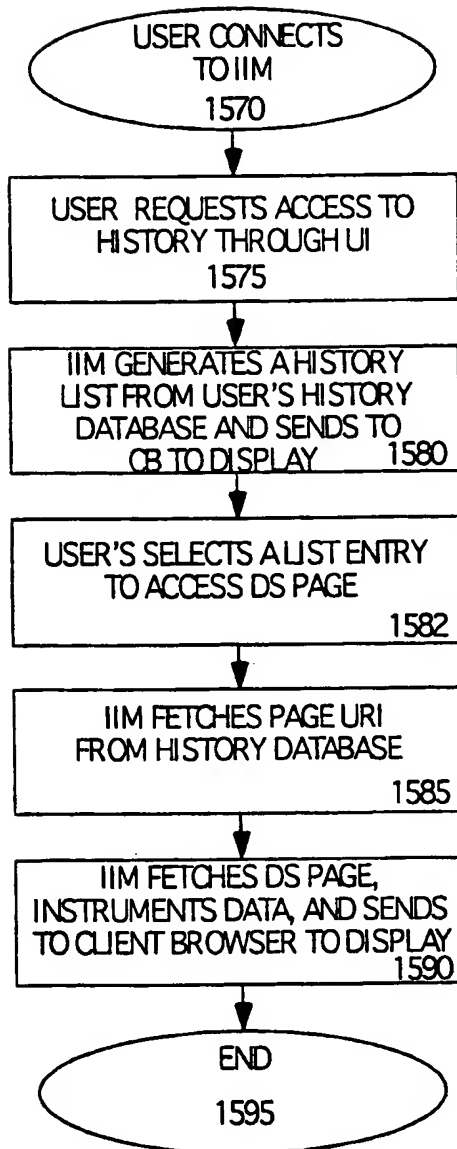 USER CONNECTS
TO IIM
1570
USER REQUESTS ACCESS TO
HISTORY THROUGH UI
1575
IIM GENERATES A HISTORY
LIST FROM USER'S HISTORY
DATABASE AND SENDS TO
CB TO DISPLAY 1580
USER'S SELECTS A LIST ENTRY
TO ACCESS DS PAGE
1582
IIM FETCHES PAGE URI
FROM HISTORY DATABASE
1585
IIM FETCHES DS PAGE,
INSTRUMENTS DATA, AND SENDS
TO CLIENT BROWSER TO DISPLAY
1590
END
1595